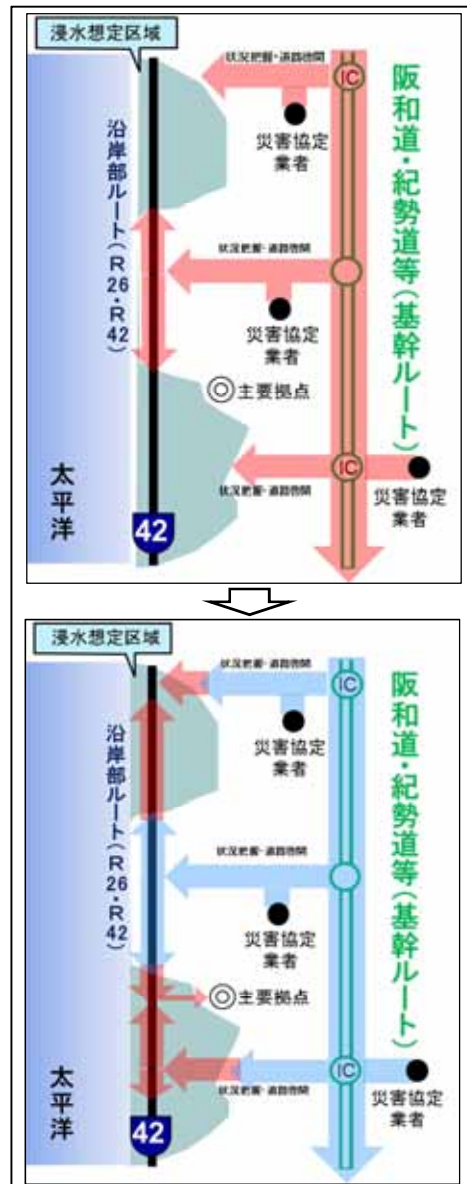 浸水想定区域
状況把握・道路啓開
IC
災害協定
業者
阪和道・紀勢道等(基幹ルート)
沿岸部ルート(R26・R42)
状況把握・道路啓開
災害協定
業者
◎主要拠点
IC
状況把握・道路啓開
災害協定
業者
太平洋
42
浸水想定区域
状況把握・道路啓開
IC
災害協定
業者
阪和道・紀勢道等(基幹ルート)
沿岸部ルート(R26・R42)
状況把握・道路啓開
災害協定
業者
◎主要拠点
IC
状況把握・道路啓開
災害協定
業者
太平洋
42